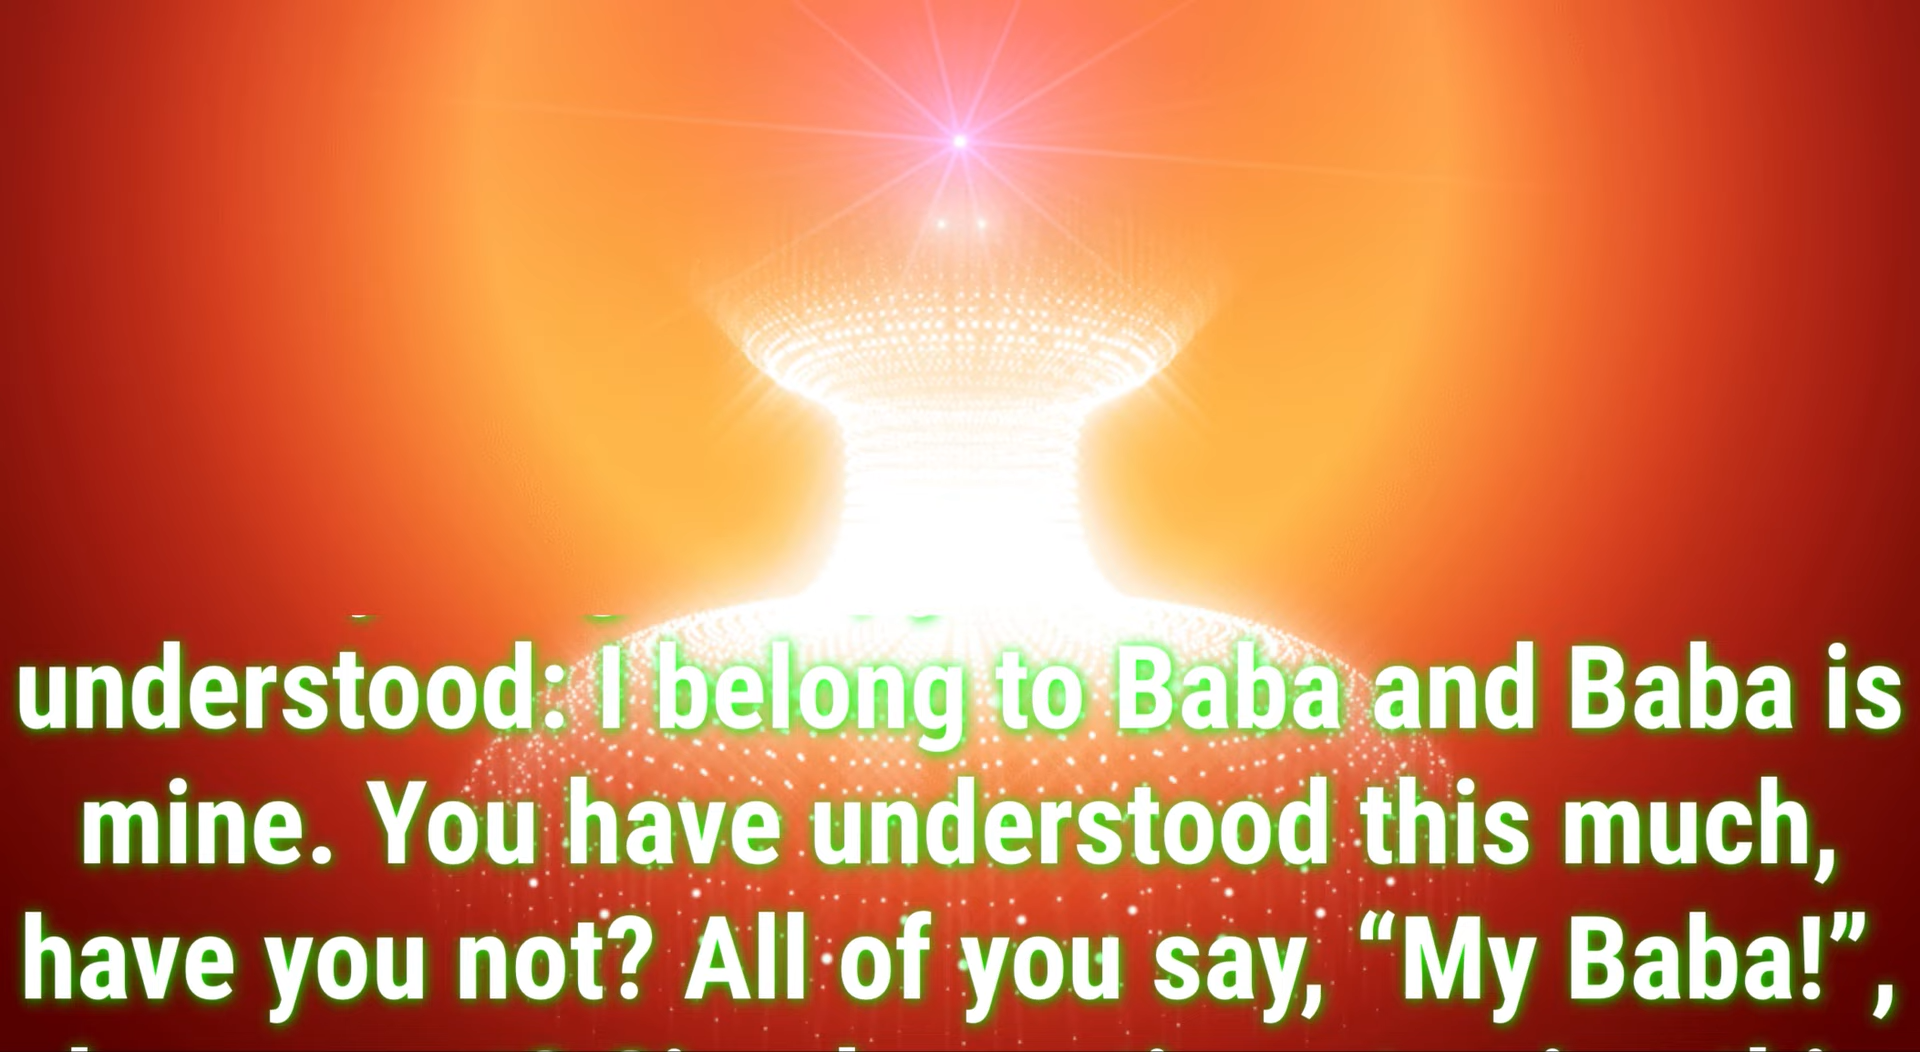 understood: I belong to Baba and Baba is
mine. You have understood this much,
have you not? All of you say, “My Baba!”,